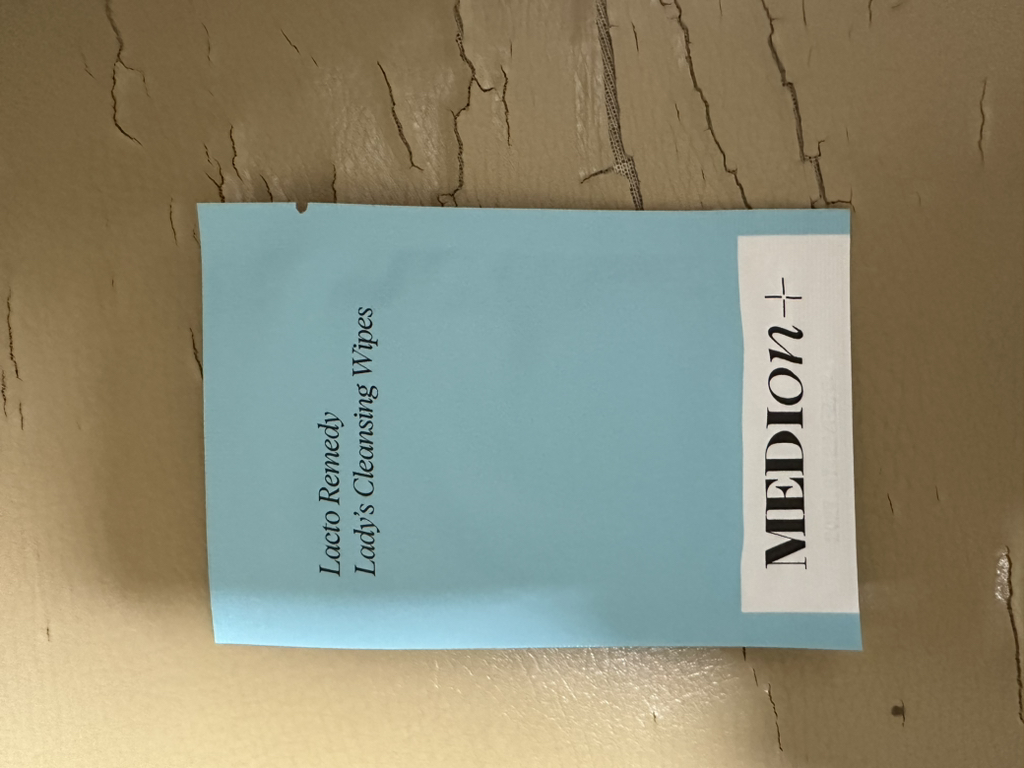 Lacto Remedy
Lady's Cleansing Wipes
MEDION